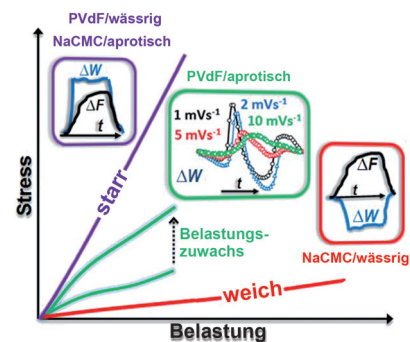 PVdF/wässrig
NaCMC/aprotisch
ΔW
ΔF
t
PVdF/aprotisch
1 mVs-1
2 mVs-1
5 mVs-1
10 mVs-1
ΔW
t
ΔF
t
ΔW
NaCMC/wässrig
Stress
starr
Belastungs-
zuwachs
weich
Belastung